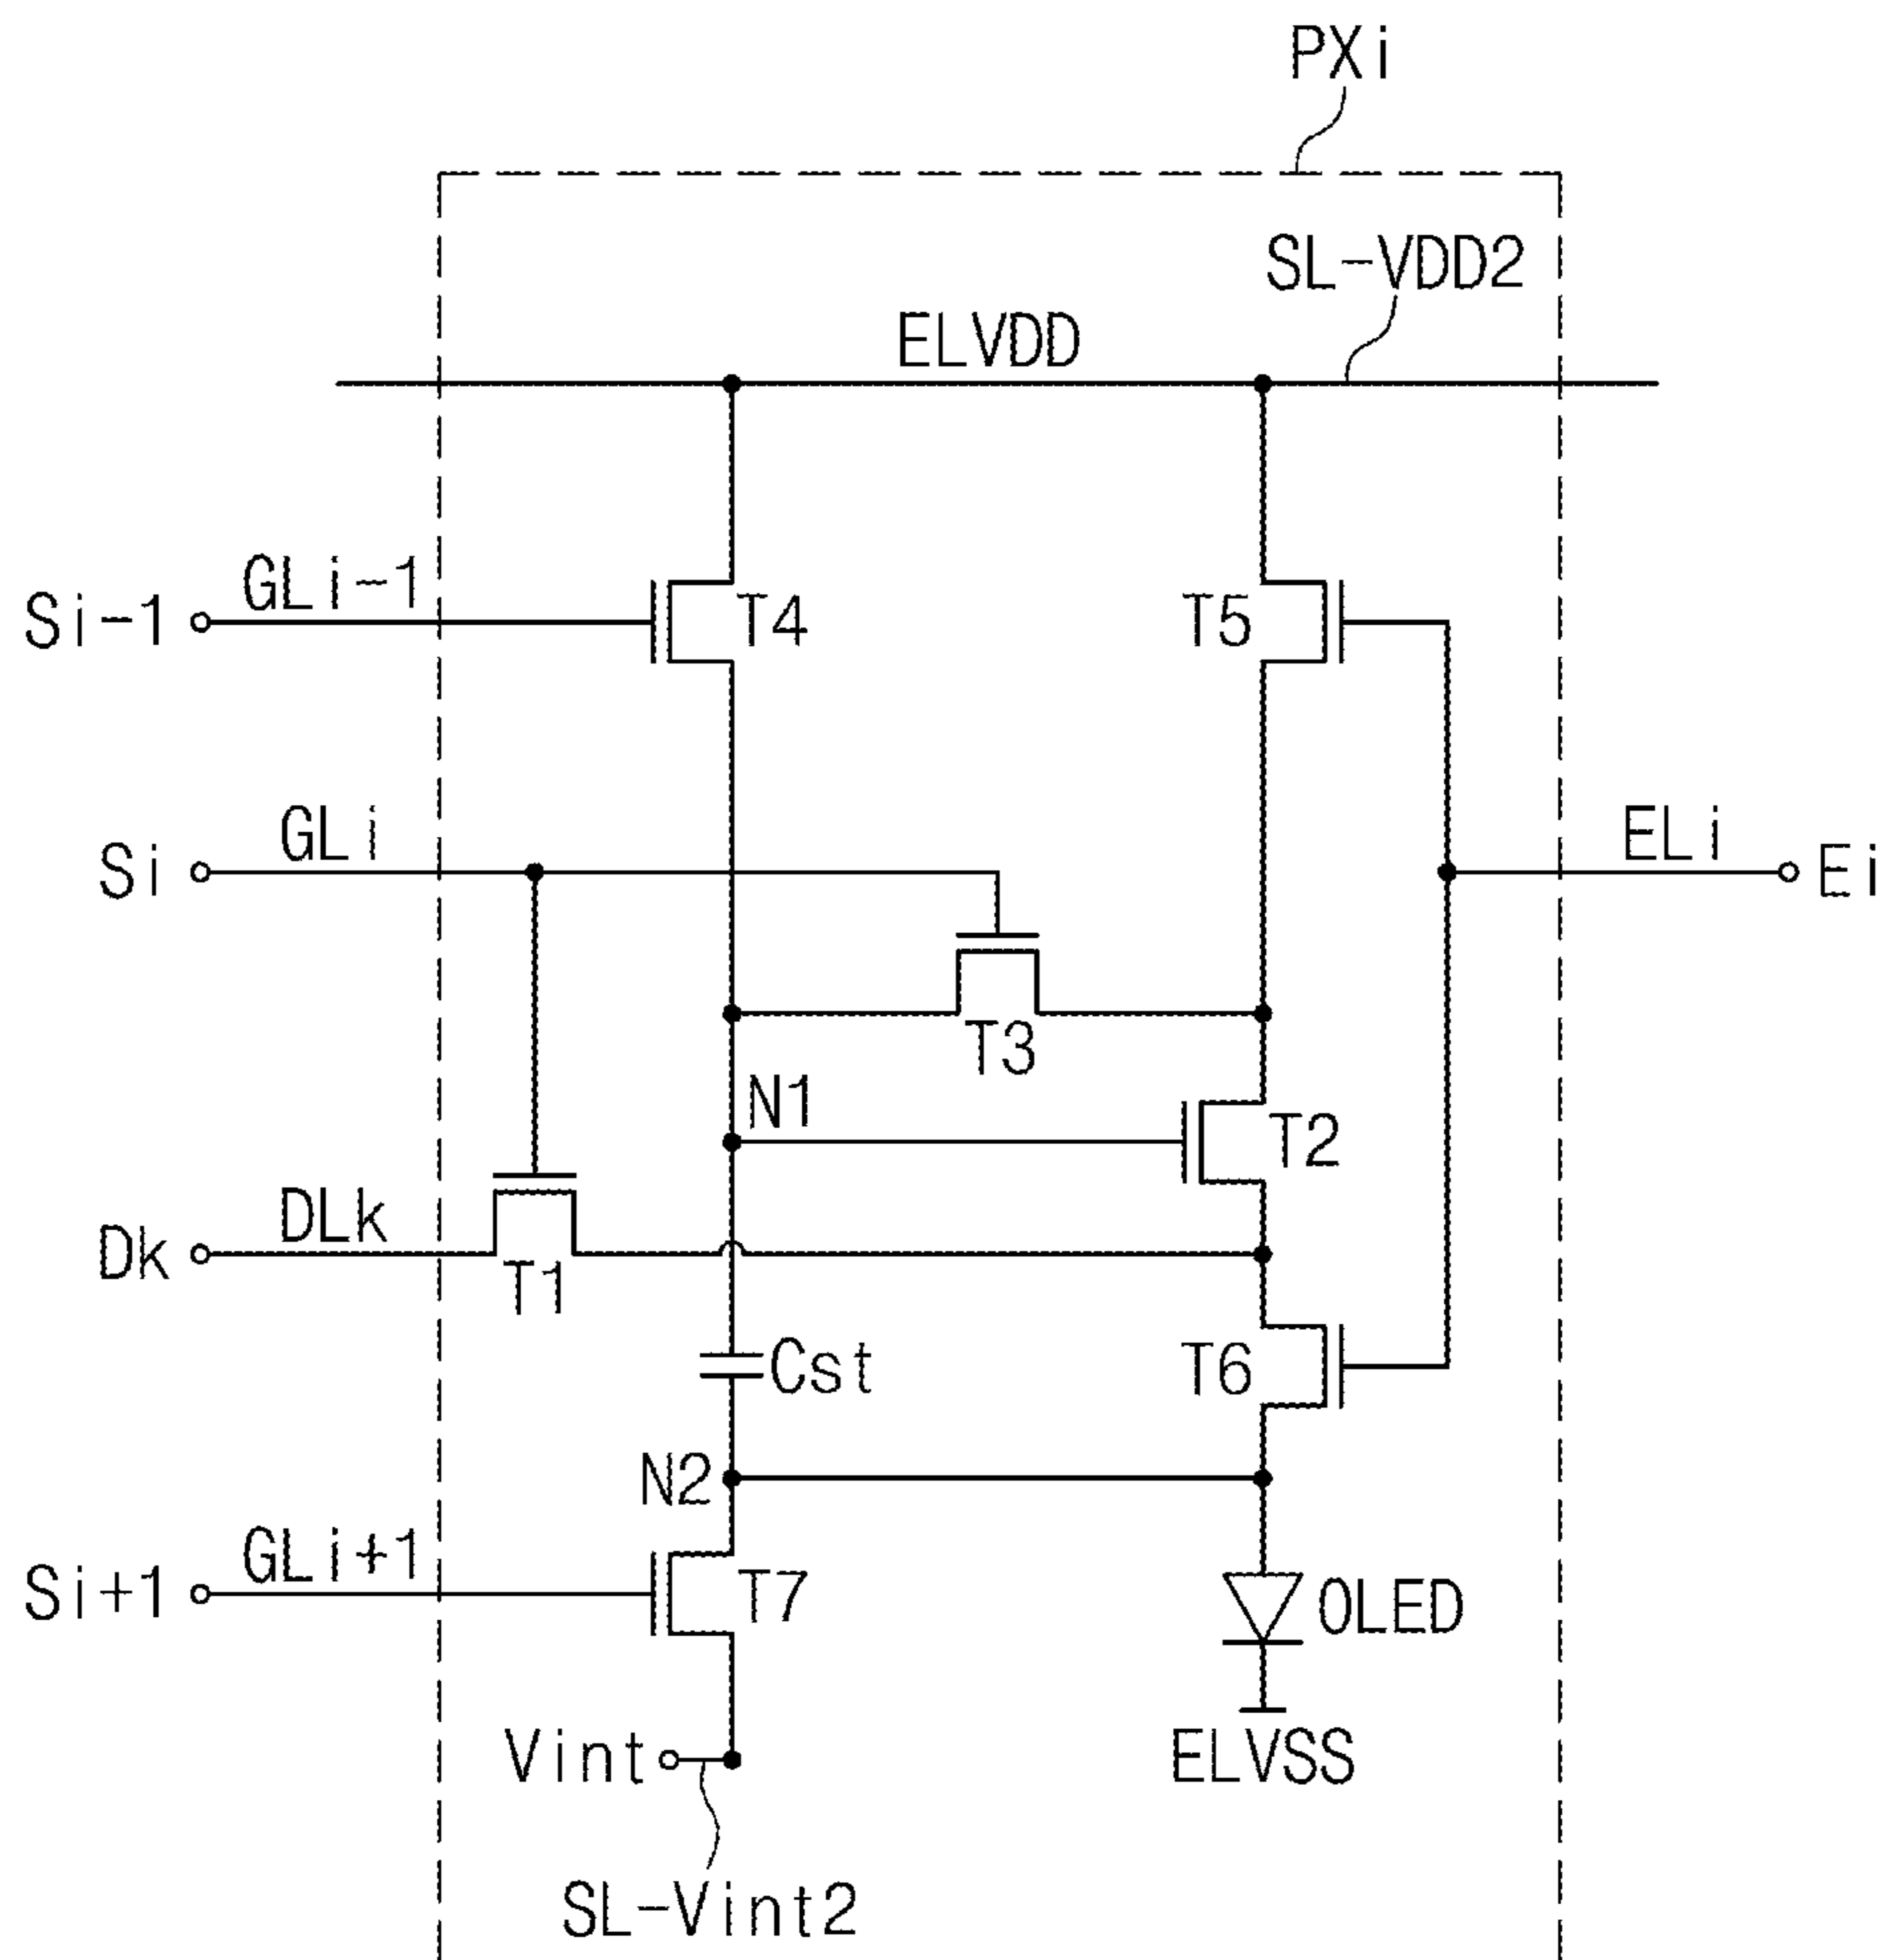 PXi
SL-VDD2
ELVDD
GLi-1
Si-1
T4
T5
GLi
ELi
Si
Ei
T3
N1
T2
DLk
Dk
T1
Cst
T6
N2
GLi+1
Si+1
T7
OLED
Vint
ELVSS
SL-Vint2